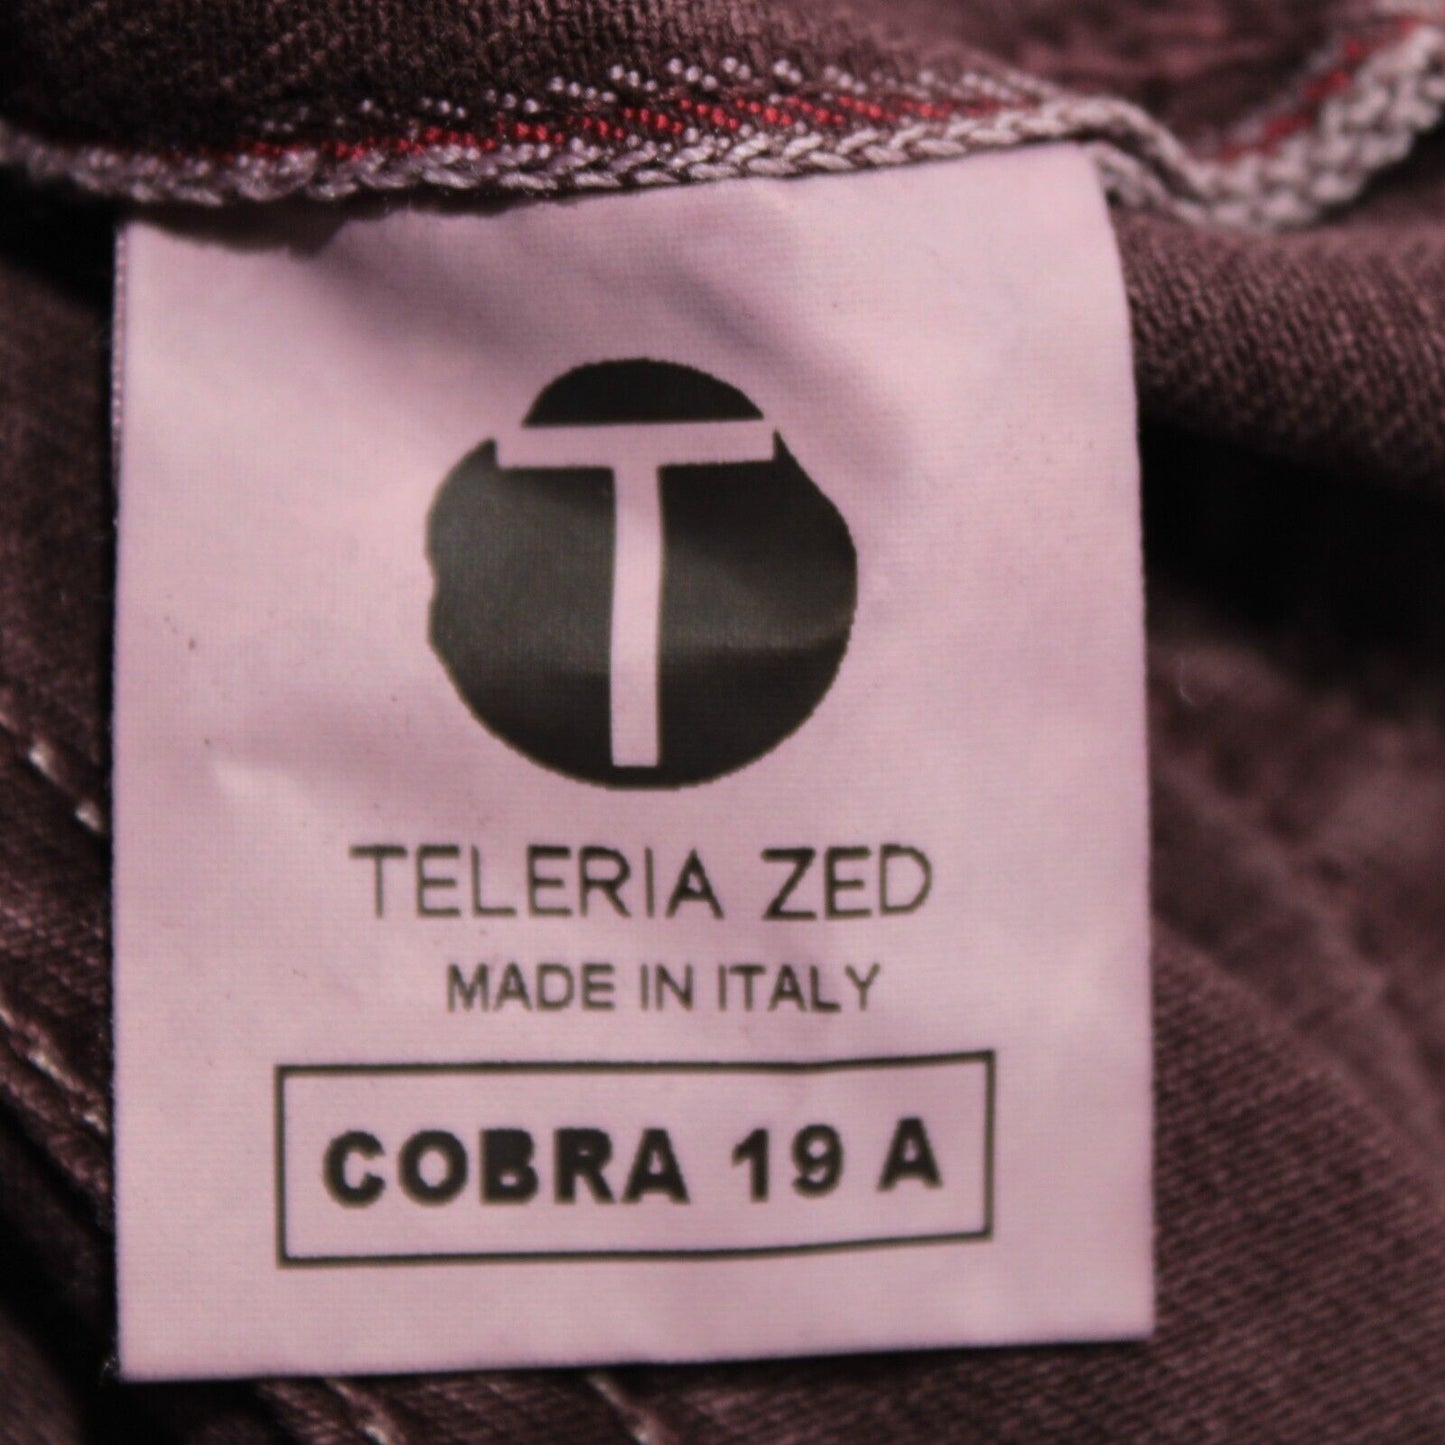 T
TELERIA ZED
MADE IN ITALY
COBRA 19 A